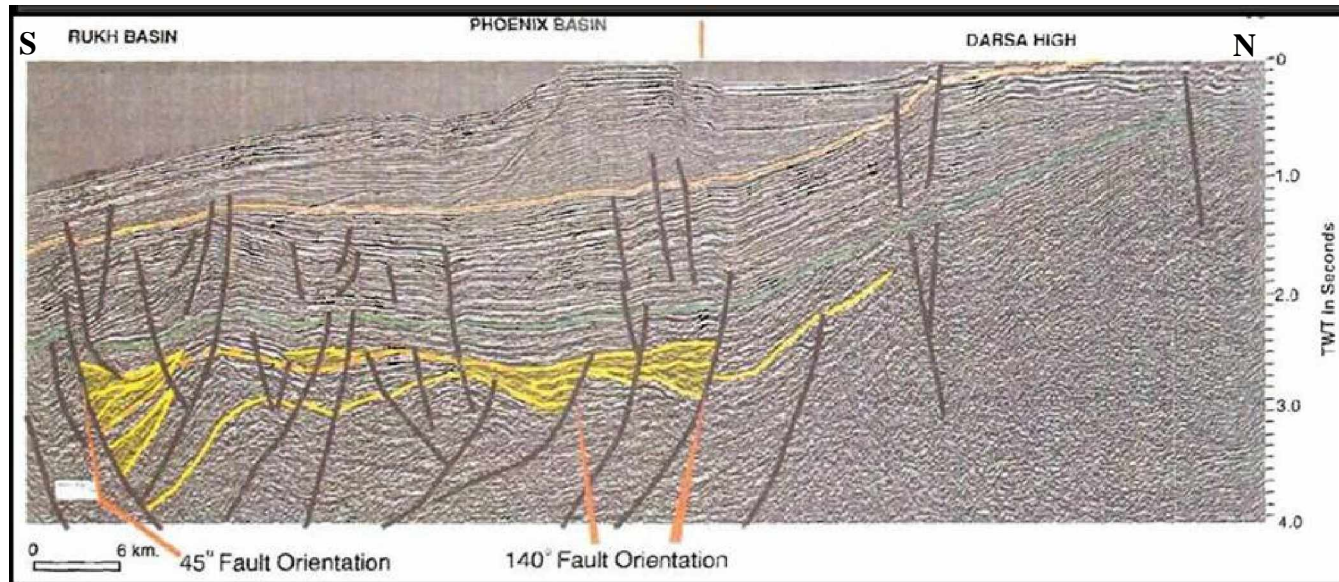 PHOENIX BASIN
RUKH BASIN
DARSA HIGH
S
N
0
1.0
2.0
3.0
4.0
TWT in Seconds
0 6 km.
45° Fault Orientation
140° Fault Orientation